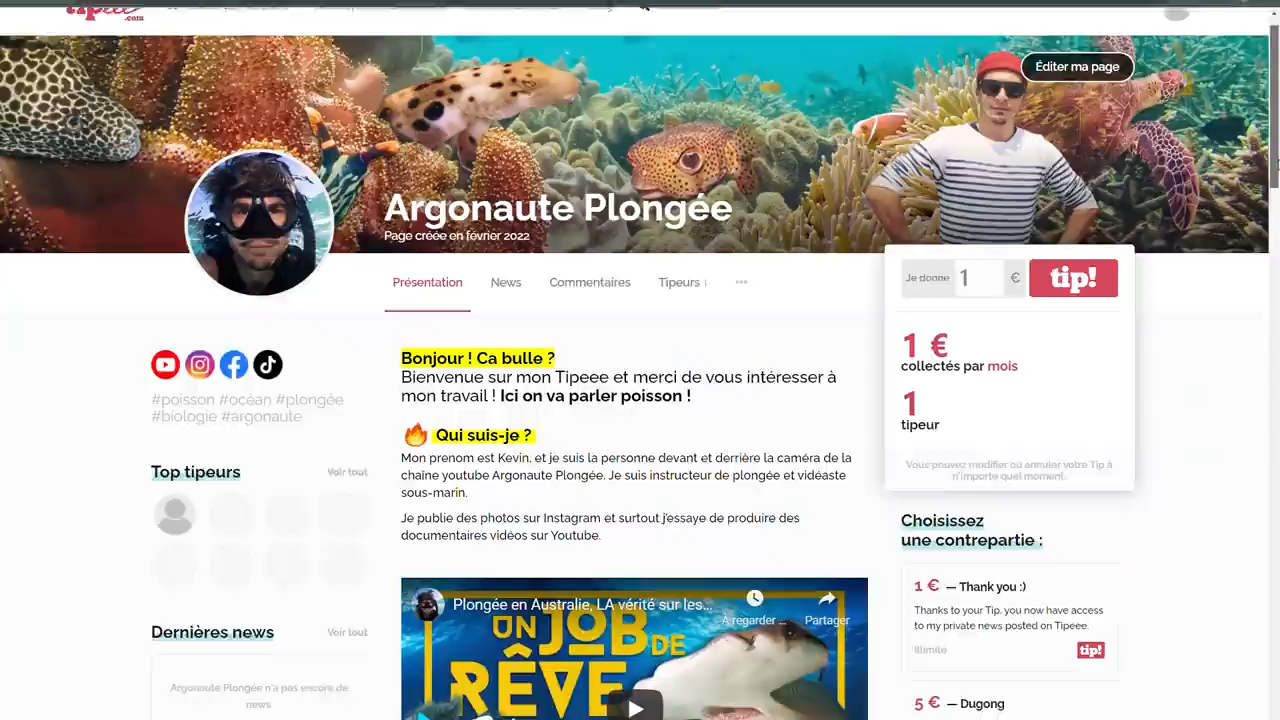 tipeee
.com
Éditer ma page
Argonaute Plongée
Page créée en février 2022
Présentation
News
Commentaires
Tipeurs 1
Je donne
1
€
tip!
1 €
collectés par mois
1
tipeur
Vous pouvez modifier ou annuler votre Tip à
n'importe quel moment.
#poisson #océan #plongée
#biologie #argonaute
Top tipeurs
Voir tout
Dernières news
Voir tout
Argonaute Plongée n'a pas encore de
news
Bonjour ! Ca bulle ?
Bienvenue sur mon Tipeee et merci de vous intéresser à
mon travail ! Ici on va parler poisson !
Qui suis-je ?
Mon prenom est Kevin, et je suis la personne devant et derrière la caméra de la
chaîne youtube Argonaute Plongée. Je suis instructeur de plongée et vidéaste
sous-marin.
Je publie des photos sur Instagram et surtout j'essaye de produire des
documentaires vidéos sur Youtube.
Plongée en Australie, LA vérité sur les...
À regarder ...
Partager
UN JOB DE
RÊVE
Choisissez
une contrepartie :
1 € — Thank you :)
Thanks to your Tip, you now have access
to my private news posted on Tipeee.
Illimité
tip!
5 € — Dugong